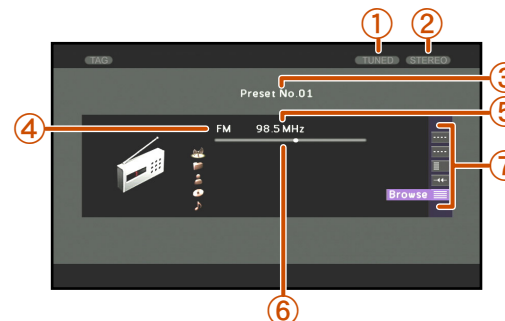 ① ②
TAG TUNED STEREO
③
Preset No.01
⑤
④ FM 98.5 MHz
⑦
Browse
⑥